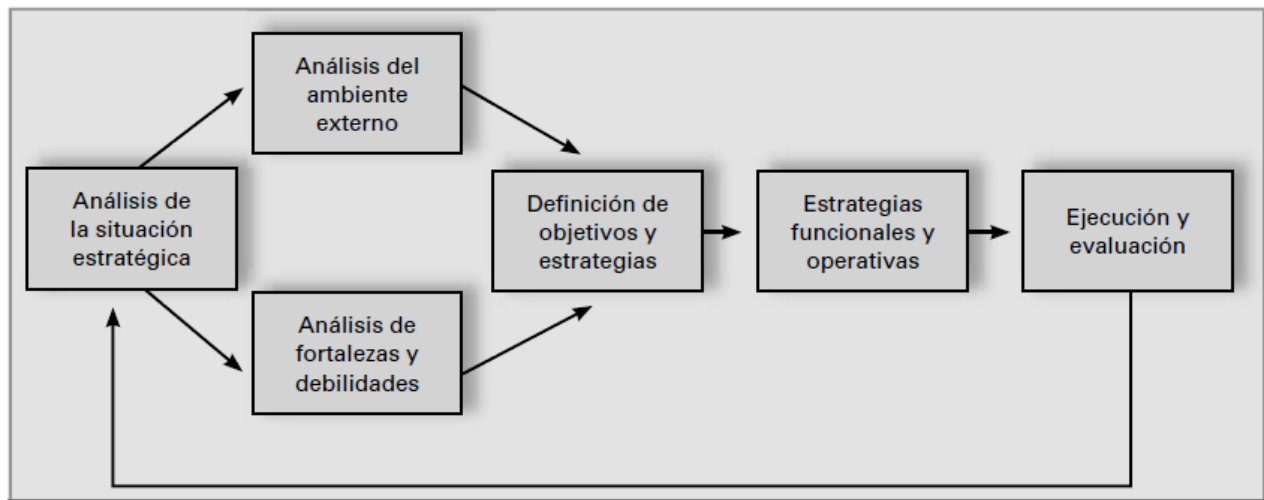 Análisis de
la situación
estratégica
Análisis del
ambiente
externo
Análisis de
fortalezas y
debilidades
Definición de
objetivos y
estrategias
Estrategias
funcionales y
operativas
Ejecución y
evaluación